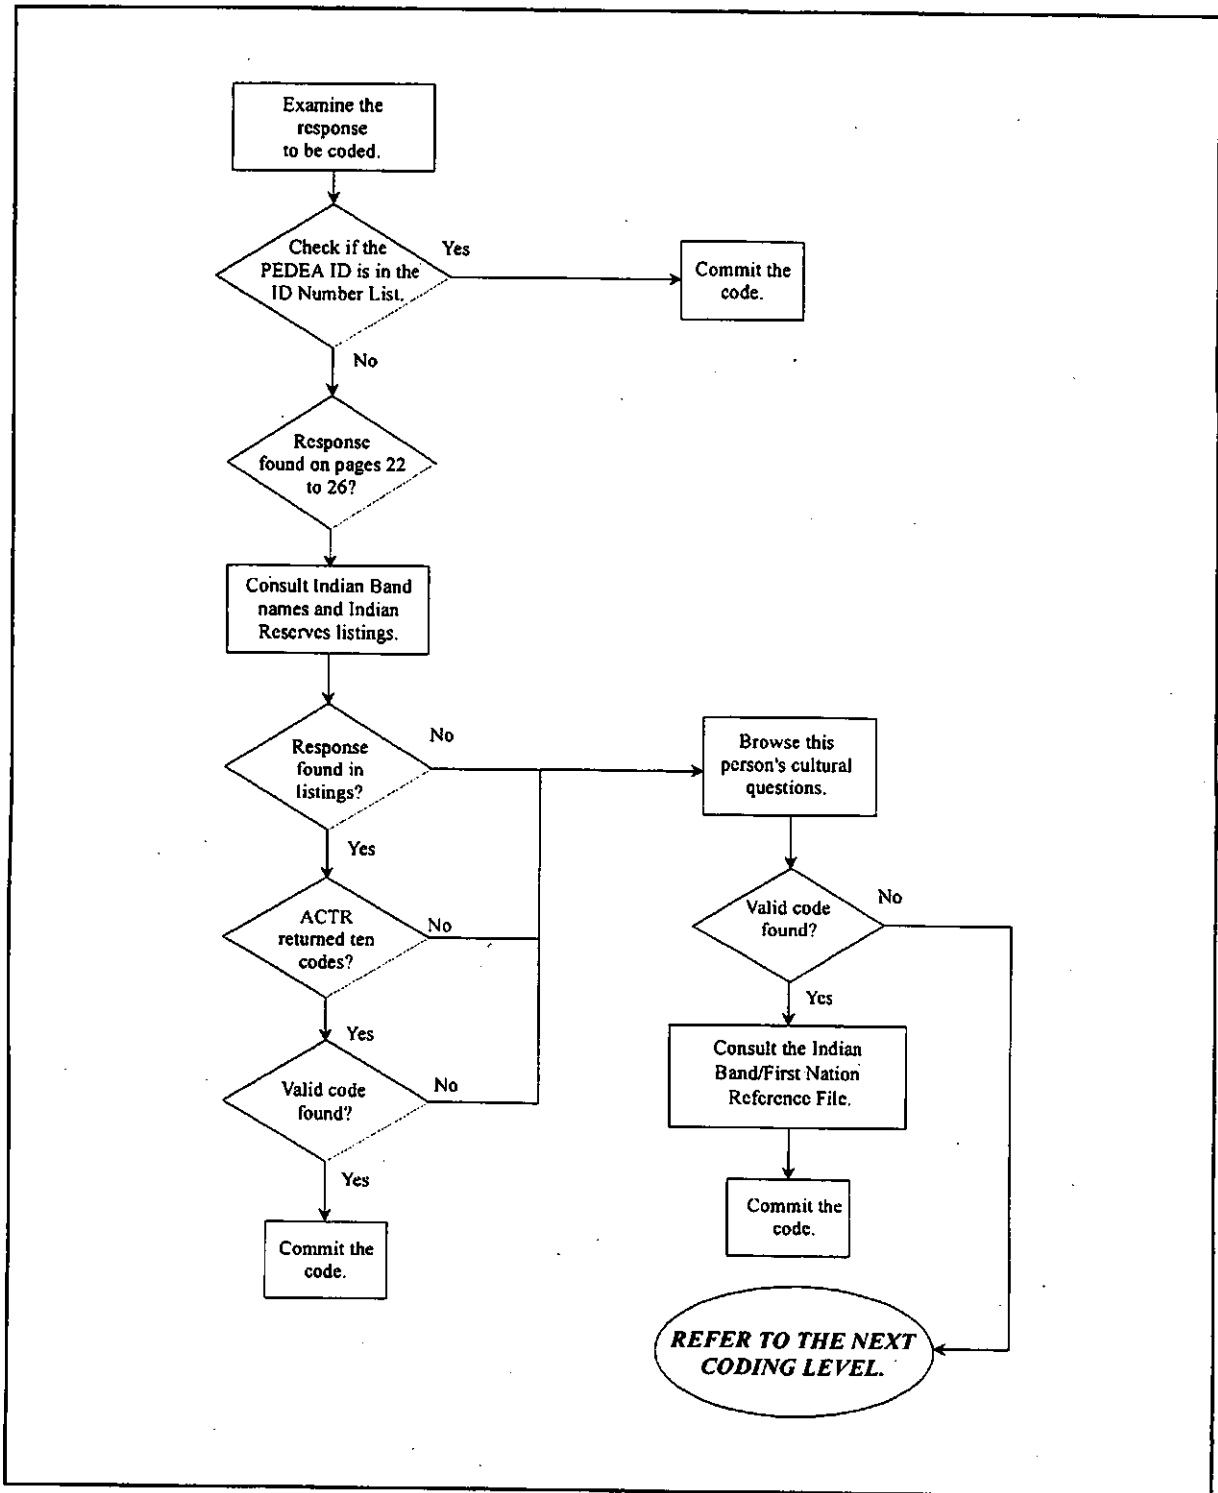 Examine the
response
to be coded.
Check if the
PEDEA ID is in the
ID Number List.
Yes
Commit the
code.
No
Response
found on pages 22
to 26?
Consult Indian Band
names and Indian
Reserves listings.
Response
found in
listings?
No
Browse this
person's cultural
questions.
Yes
ACTR
returned ten
codes?
No
Valid code
found?
No
Yes
Yes
Valid code
found?
No
Consult the Indian
Band/First Nation
Reference File.
Yes
Commit the
code.
Commit the
code.
REFER TO THE NEXT
CODING LEVEL.